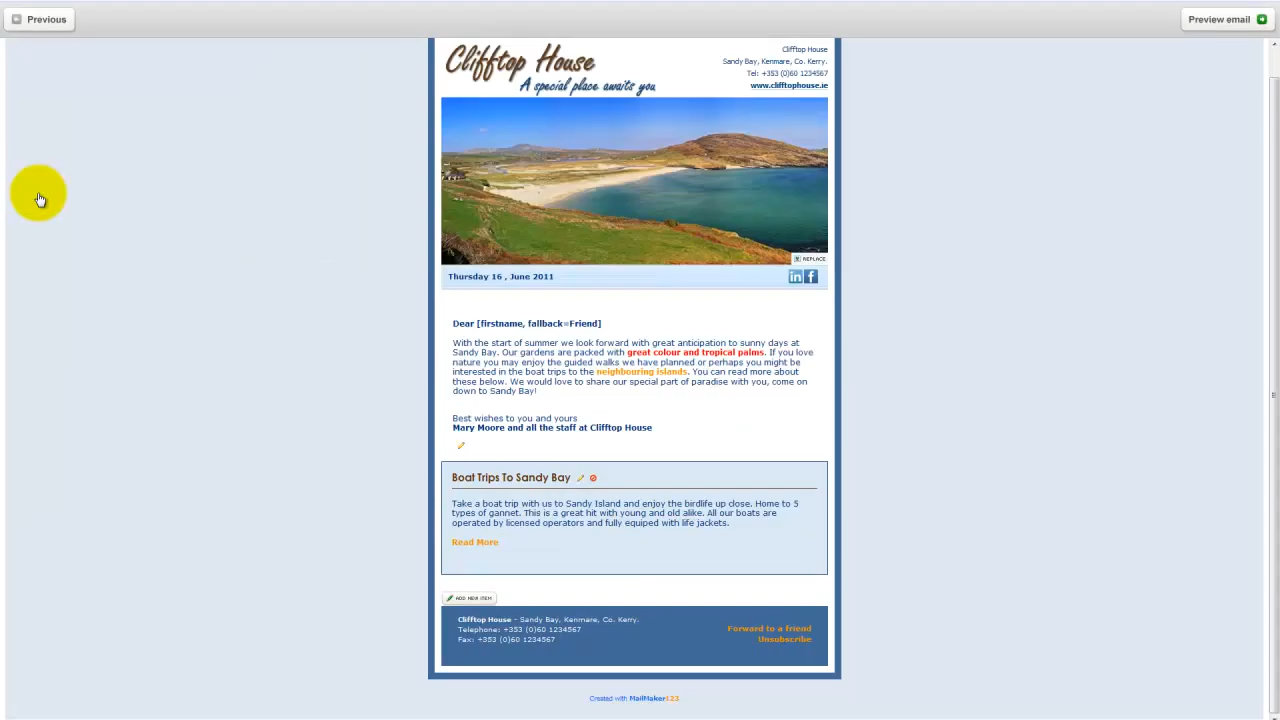 Previous
Preview email
Clifftop House
A special place awaits you
Clifftop House
Sandy Bay, Kenmare, Co. Kerry.
Tel: +353 (0)60 1234567
www.clifftophouse.ie
REPLACE
Thursday 16 , June 2011
in f
Dear [firstname, fallback=Friend]
With the start of summer we look forward with great anticipation to sunny days at
Sandy Bay. Our gardens are packed with great colour and tropical palms. If you love
nature you may enjoy the guided walks we have planned or perhaps you might be
interested in the boat trips to the neighbouring islands. You can read more about
these below. We would love to share our special part of paradise with you, come on
down to Sandy Bay!
Best wishes to you and yours
Mary Moore and all the staff at Clifftop House
Boat Trips To Sandy Bay
Take a boat trip with us to Sandy Island and enjoy the birdlife up close. Home to 5
types of gannet. This is a great hit with young and old alike. All our boats are
operated by licensed operators and fully equiped with life jackets.
Read More
ADD NEW ITEM
Clifftop House - Sandy Bay, Kenmare, Co. Kerry.
Telephone: +353 (0)60 1234567
Fax: +353 (0)60 1234567
Forward to a friend
Unsubscribe
Created with MailMaker123